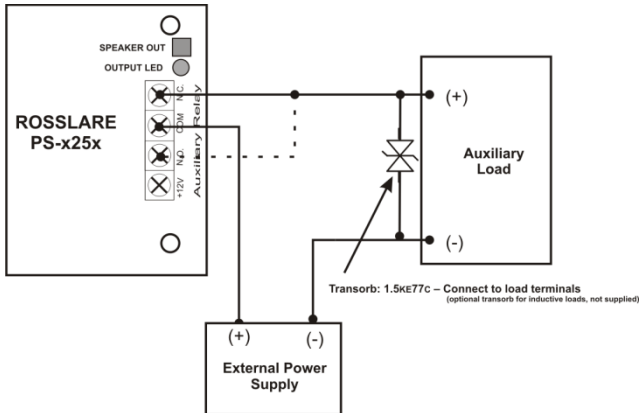 SPEAKER OUT
OUTPUT LED
ROSSLARE
PS-x25x
N.C.
COM
N.O.
+12V
Auxiliary Relay
(+)
Auxiliary
Load
(-)
Transorb: 1.5KE77C – Connect to load terminals
(optional transorb for inductive loads, not supplied)
(+)
(-)
External Power
Supply